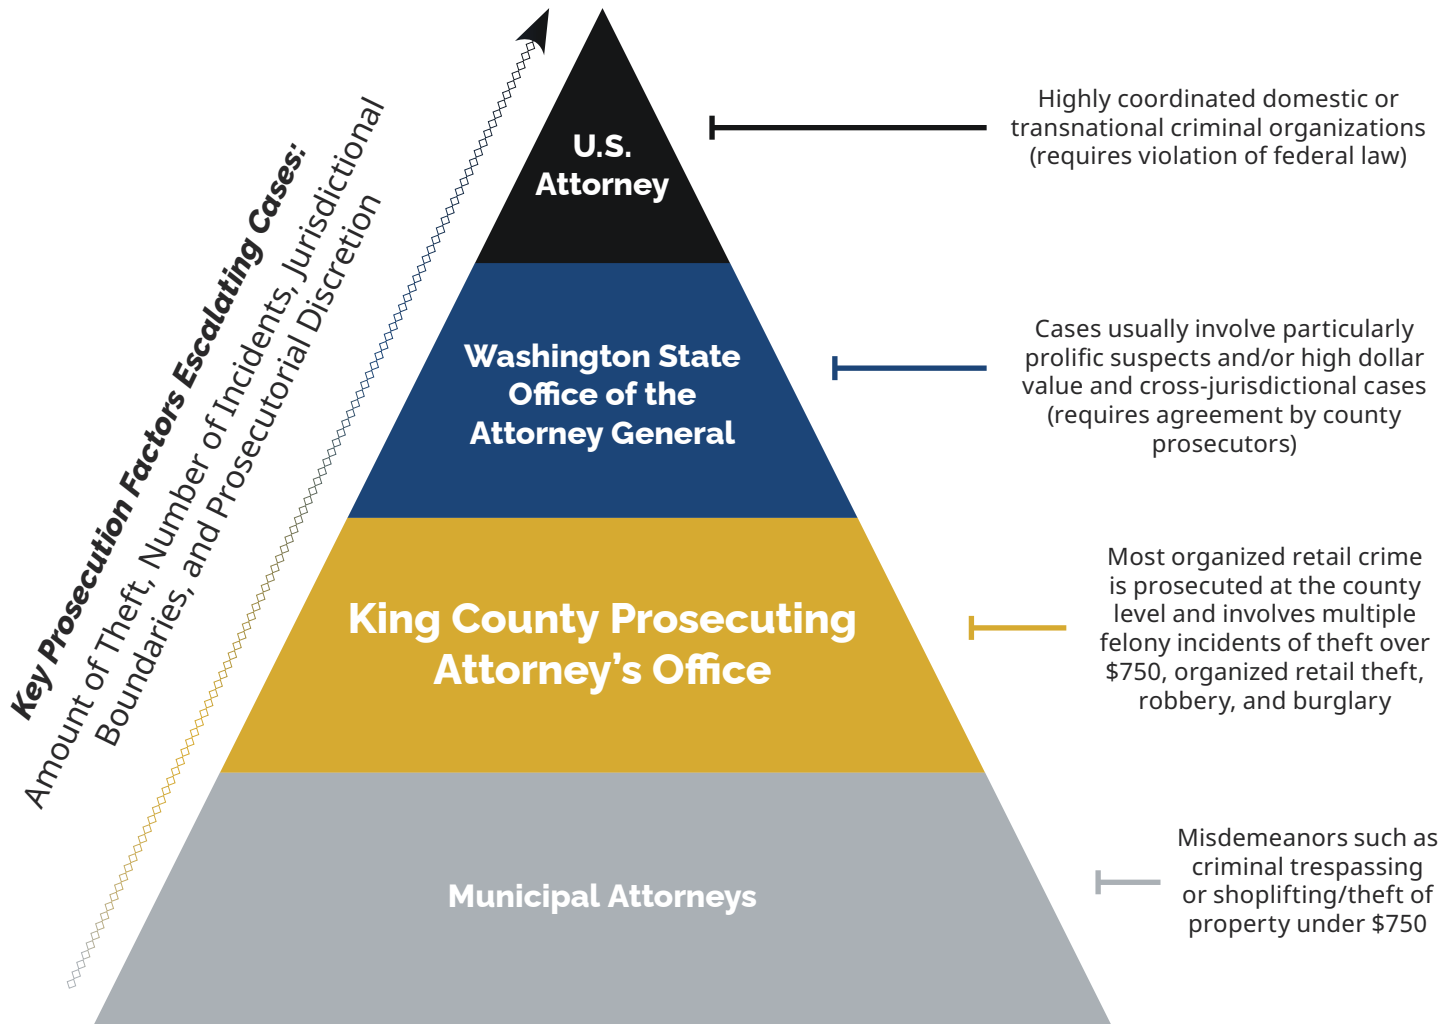 Key Prosecution Factors Escalating Cases:
Amount of Theft, Number of Incidents, Jurisdictional
Boundaries, and Prosecutorial Discretion
U.S.
Attorney
Highly coordinated domestic or
transnational criminal organizations
(requires violation of federal law)
Washington State
Office of the
Attorney General
Cases usually involve particularly
prolific suspects and/or high dollar
value and cross-jurisdictional cases
(requires agreement by county
prosecutors)
King County Prosecuting
Attorney’s Office
Most organized retail crime
is prosecuted at the county
level and involves multiple
felony incidents of theft over
$750, organized retail theft,
robbery, and burglary
Municipal Attorneys
Misdemeanors such as
criminal trespassing
or shoplifting/theft of
property under $750